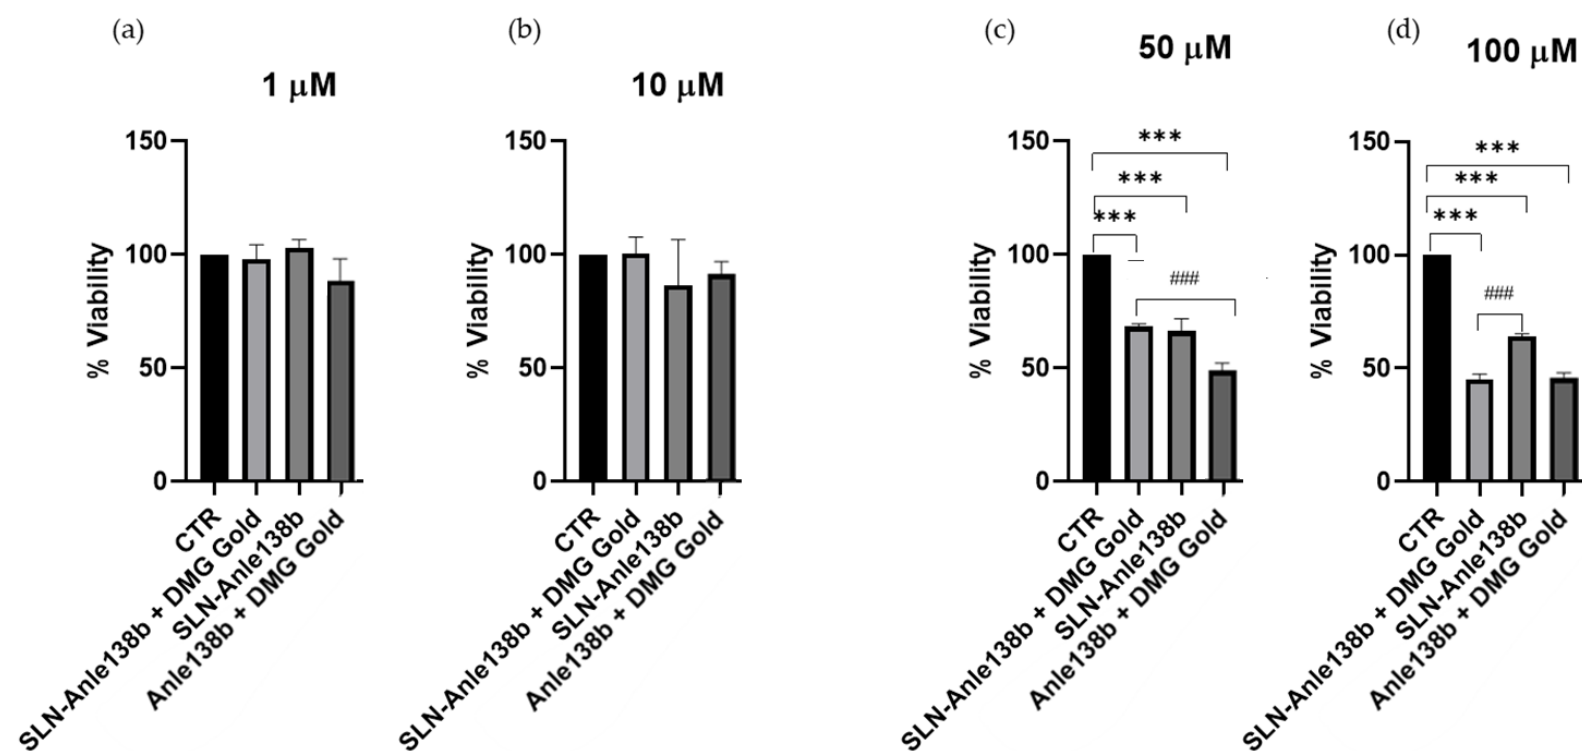 (a)
1 μM
150
100
50
0
% Viability
CTR
SLN-Anle138b + DMG Gold
SLN-Anle138b
Anle138b + DMG Gold
(b)
10 μM
150
100
50
0
% Viability
CTR
SLN-Anle138b + DMG Gold
SLN-Anle138b
Anle138b + DMG Gold
(c)
50 μM
150
100
50
0
% Viability
***
***
***
###
CTR
SLN-Anle138b + DMG Gold
SLN-Anle138b
Anle138b + DMG Gold
(d)
100 μM
150
100
50
0
% Viability
***
***
***
###
CTR
SLN-Anle138b + DMG Gold
SLN-Anle138b
Anle138b + DMG Gold